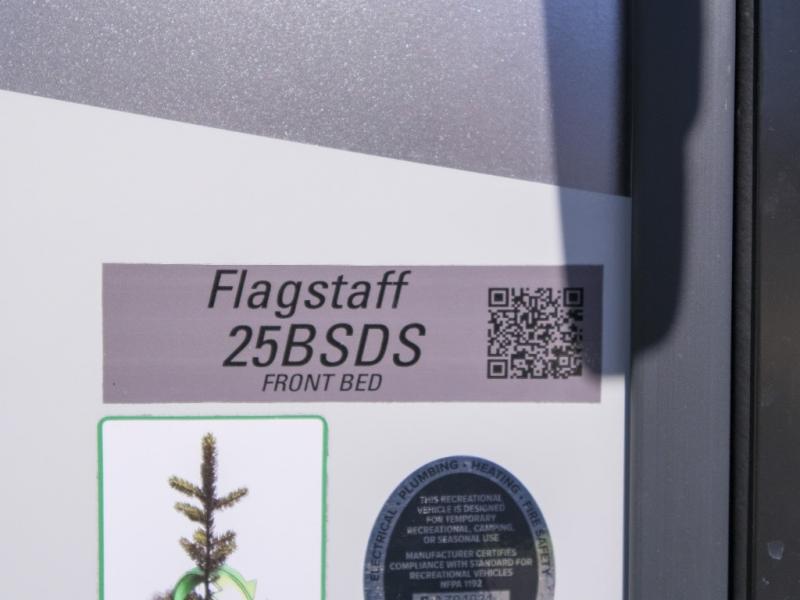 Flagstaff
25BSDS
FRONT BED
ELECTRICAL • PLUMBING • HEATING • FIRE SAFETY
THIS RECREATIONAL
VEHICLE IS DESIGNED
FOR TEMPORARY
RECREATIONAL, CAMPING,
OR SEASONAL USE
MANUFACTURER CERTIFIES
COMPLIANCE WITH STANDARD FOR
RECREATIONAL VEHICLES
NFPA 1192